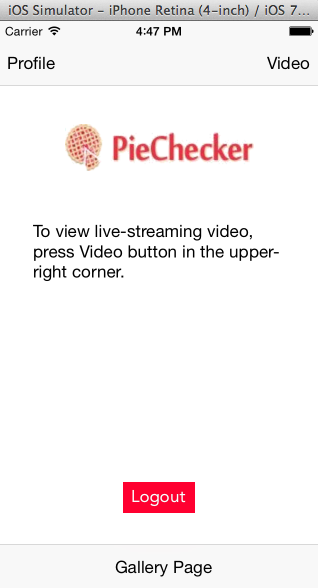 iOS Simulator - iPhone Retina (4-inch) / iOS 7...
Carrier 4:47 PM
Profile Video
PieChecker
To view live-streaming video,
press Video button in the upper-
right corner.
Logout
Gallery Page